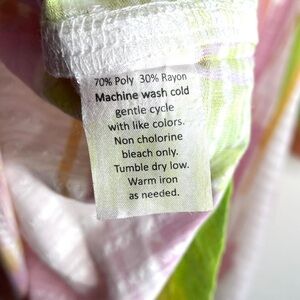 70% Poly 30% Rayon
Machine wash cold
gentle cycle
with like colors.
Non cholorine
bleach only.
Tumble dry low.
Warm iron
as needed.